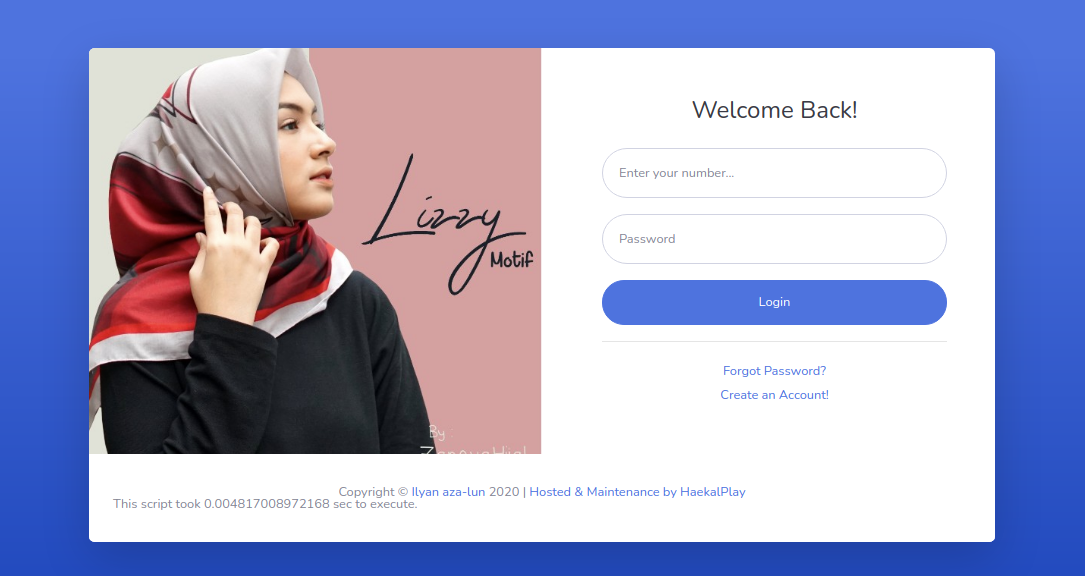 Lizzy
Motif
By
Welcome Back!
Enter your number...
Password
Login
Forgot Password?
Create an Account!
Copyright © Ilyan aza-lun 2020 | Hosted & Maintenance by HaekalPlay
This script took 0.004817008972168 sec to execute.